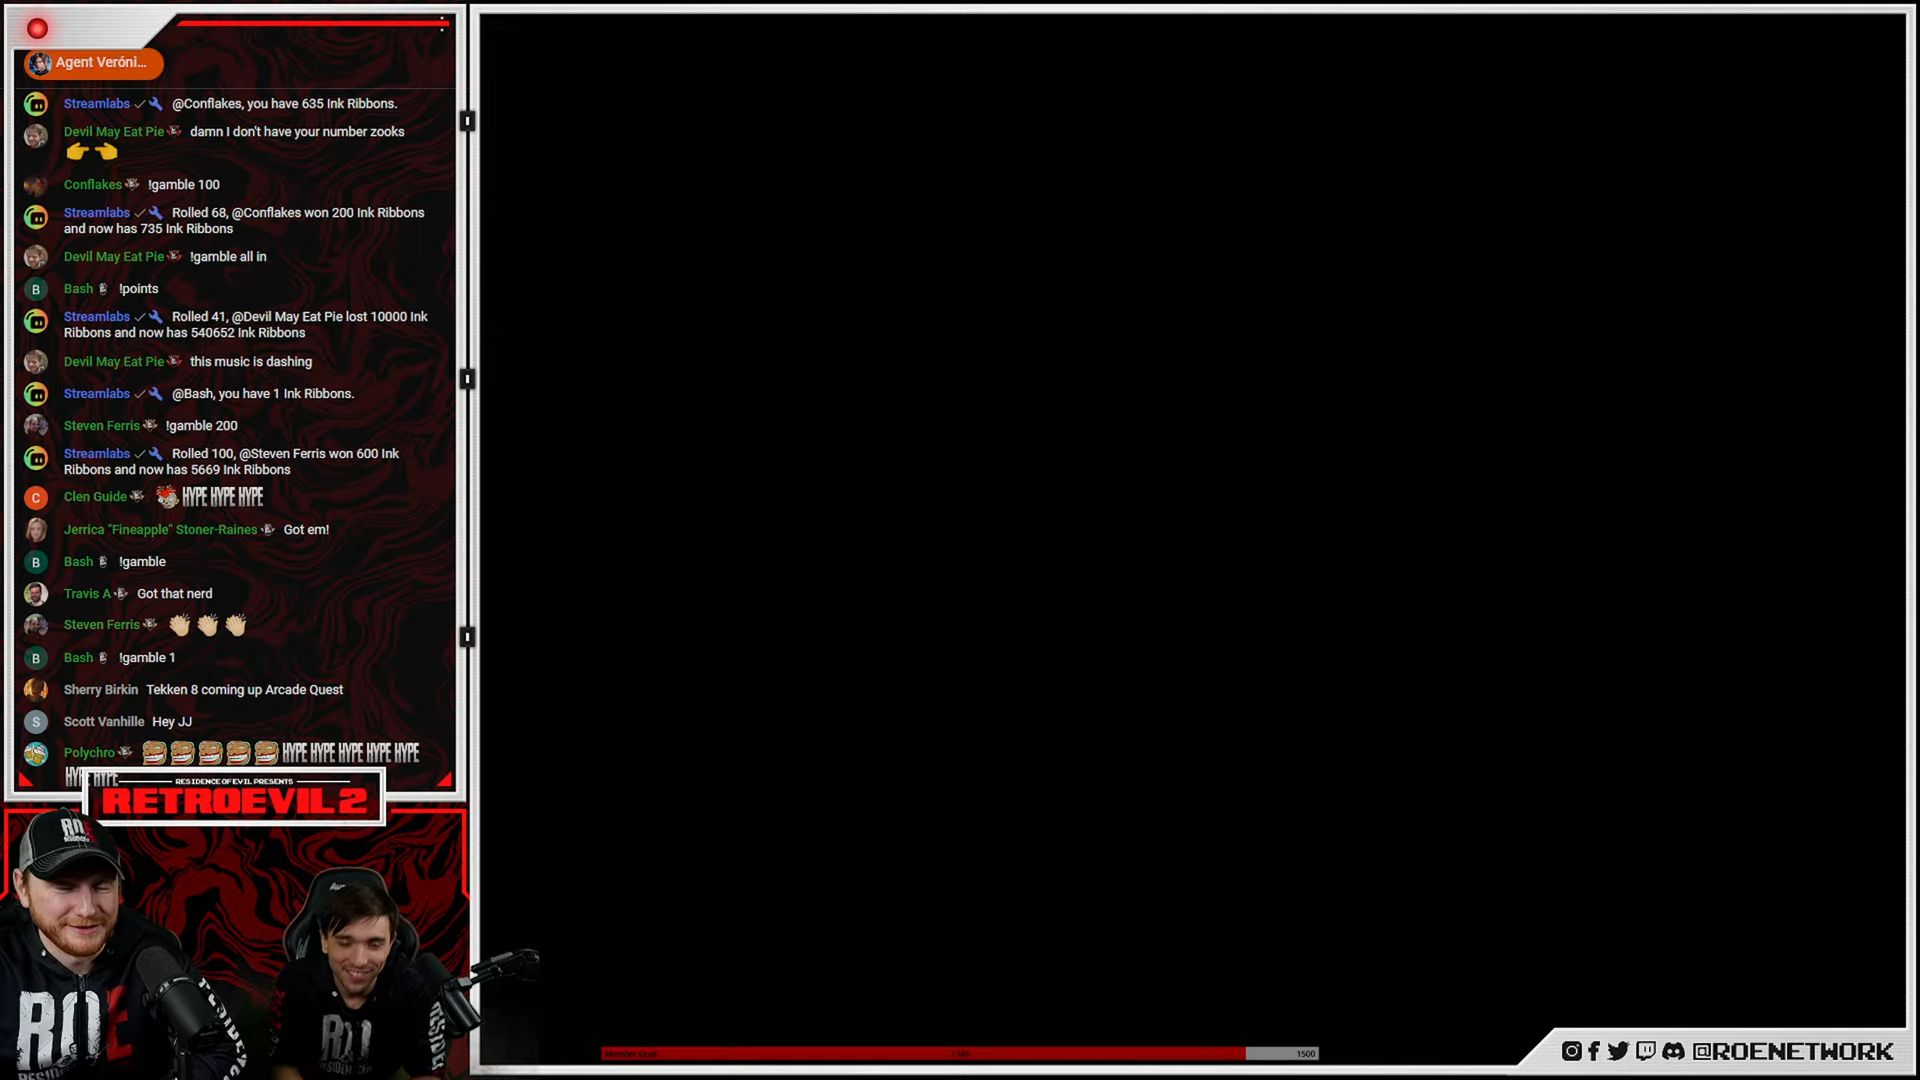 Agent Veróni...
Streamlabs @Conflakes, you have 635 Ink Ribbons.
Devil May Eat Pie damn I don't have your number zooks
Conflakes !gamble 100
Streamlabs Rolled 68, @Conflakes won 200 Ink Ribbons
and now has 735 Ink Ribbons
Devil May Eat Pie !gamble all in
B Bash !points
Streamlabs Rolled 41, @Devil May Eat Pie lost 10000 Ink
Ribbons and now has 540652 Ink Ribbons
Devil May Eat Pie this music is dashing
Streamlabs @Bash, you have 1 Ink Ribbons.
Steven Ferris !gamble 200
Streamlabs Rolled 100, @Steven Ferris won 600 Ink
Ribbons and now has 5669 Ink Ribbons
C Clen Guide HYPE HYPE HYPE
Jerrica "Fineapple" Stoner-Raines Got em!
B Bash !gamble
Travis A Got that nerd
Steven Ferris
B Bash !gamble 1
Sherry Birkin Tekken 8 coming up Arcade Quest
S Scott Vanhille Hey JJ
Polychro HYPE HYPE HYPE HYPE HYPE
HYPE HYPE
RESIDENCE OF EVIL PRESENTS
RETROEVIL 2
ROE
ROE
Member Goal 1500
@ROENETWORK